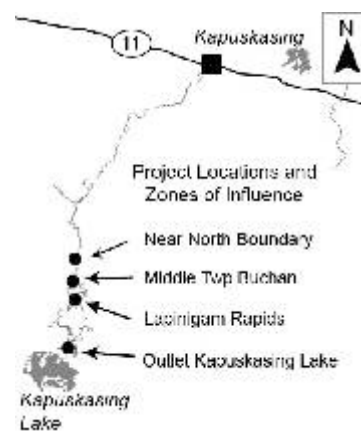 Kapuskasing
N
11
Project Locations and
Zones of Influence
Near North Boundary
Middle Twp Buchan
Lapinigam Rapids
Outlet Kapuskasing Lake
Kapuskasing
Lake